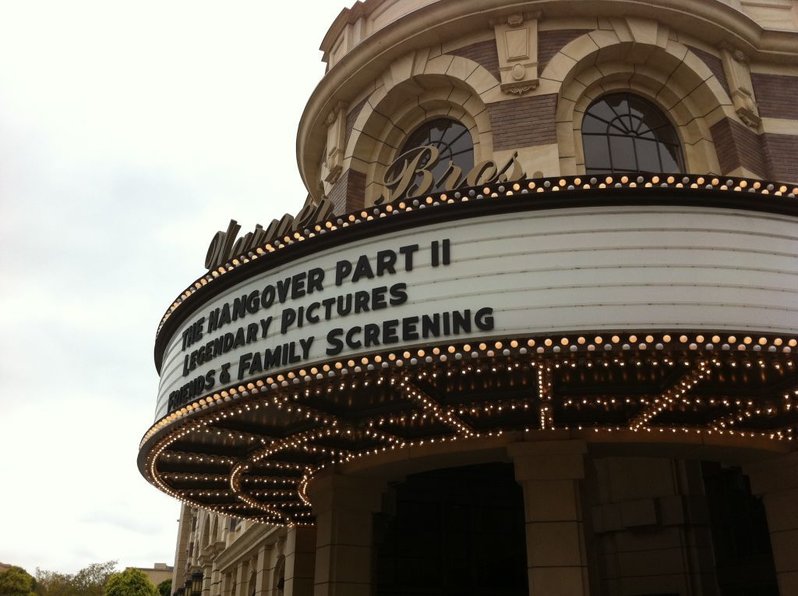 Warner Bros.
THE HANGOVER PART II
LEGENDARY PICTURES
FRIENDS & FAMILY SCREENING